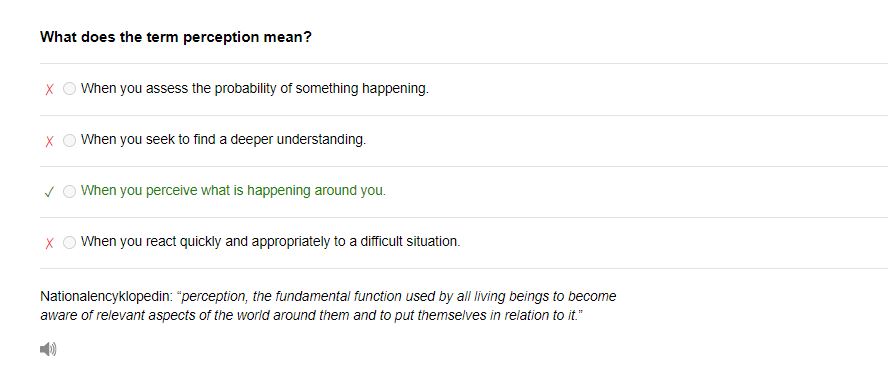 What does the term perception mean?
✗ When you assess the probability of something happening.
✗ When you seek to find a deeper understanding.
✓ When you perceive what is happening around you.
✗ When you react quickly and appropriately to a difficult situation.
Nationalencyklopedin: “perception, the fundamental function used by all living beings to become
aware of relevant aspects of the world around them and to put themselves in relation to it.”